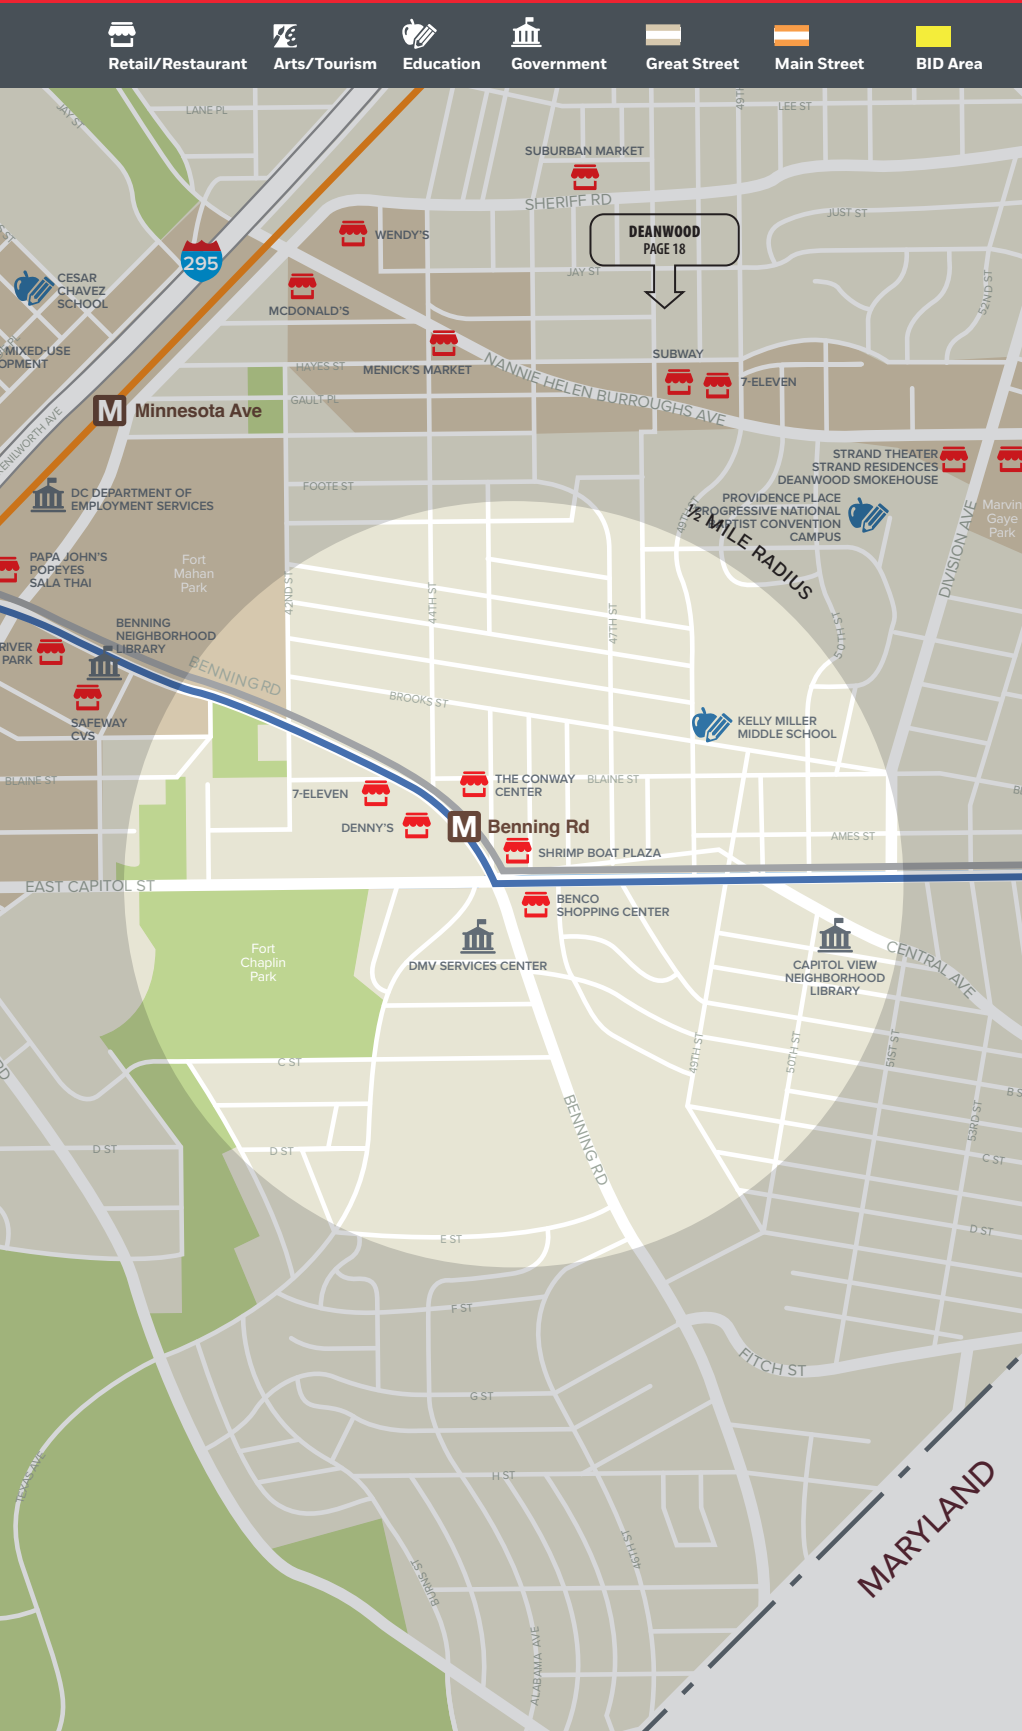 Retail/Restaurant
Arts/Tourism
Education
Government
Great Street
Main Street
BID Area
JAY ST
LANE PL
49TH
LEE ST
SUBURBAN MARKET
SHERIFF RD
JUST ST
WENDY'S
DEANWOOD
PAGE 18
295
JAY ST
52ND ST
CESAR
CHAVEZ
SCHOOL
MCDONALD'S
MIXED-USE
OPMENT
HAYES ST
MENICK'S MARKET
NANNIE HELEN BURROUGHS AVE
SUBWAY
7-ELEVEN
M
Minnesota Ave
GAULT PL
KENILWORTH AVE
STRAND THEATER
STRAND RESIDENCES
DEANWOOD SMOKEHOUSE
FOOTE ST
DC DEPARTMENT OF
EMPLOYMENT SERVICES
49TH ST
PROVIDENCE PLACE
PROGRESSIVE NATIONAL
BAPTIST CONVENTION
CAMPUS
½ MILE RADIUS
DIVISION AVE
Marvin
Gaye
Park
PAPA JOHN'S
POPEYES
SALA THAI
Fort
Mahan
Park
42ND ST
44TH ST
47TH ST
50TH ST
BENNING
NEIGHBORHOOD
LIBRARY
RIVER
PARK
BENNING RD
BROOKS ST
SAFEWAY
CVS
KELLY MILLER
MIDDLE SCHOOL
BLAINE ST
7-ELEVEN
THE CONWAY
CENTER
BLAINE ST
DENNY'S
M
Benning Rd
AMES ST
SHRIMP BOAT PLAZA
EAST CAPITOL ST
BENCO
SHOPPING CENTER
Fort
Chaplin
Park
DMV SERVICES CENTER
CAPITOL VIEW
NEIGHBORHOOD
LIBRARY
CENTRAL AVE
C ST
49TH ST
50TH ST
51ST ST
RD
B S
BENNING RD
53RD ST
D ST
D ST
C ST
E ST
D ST
F ST
FITCH ST
G ST
TEXAS AVE
H ST
MARYLAND
BURNS ST
46TH ST
ALABAMA AVE